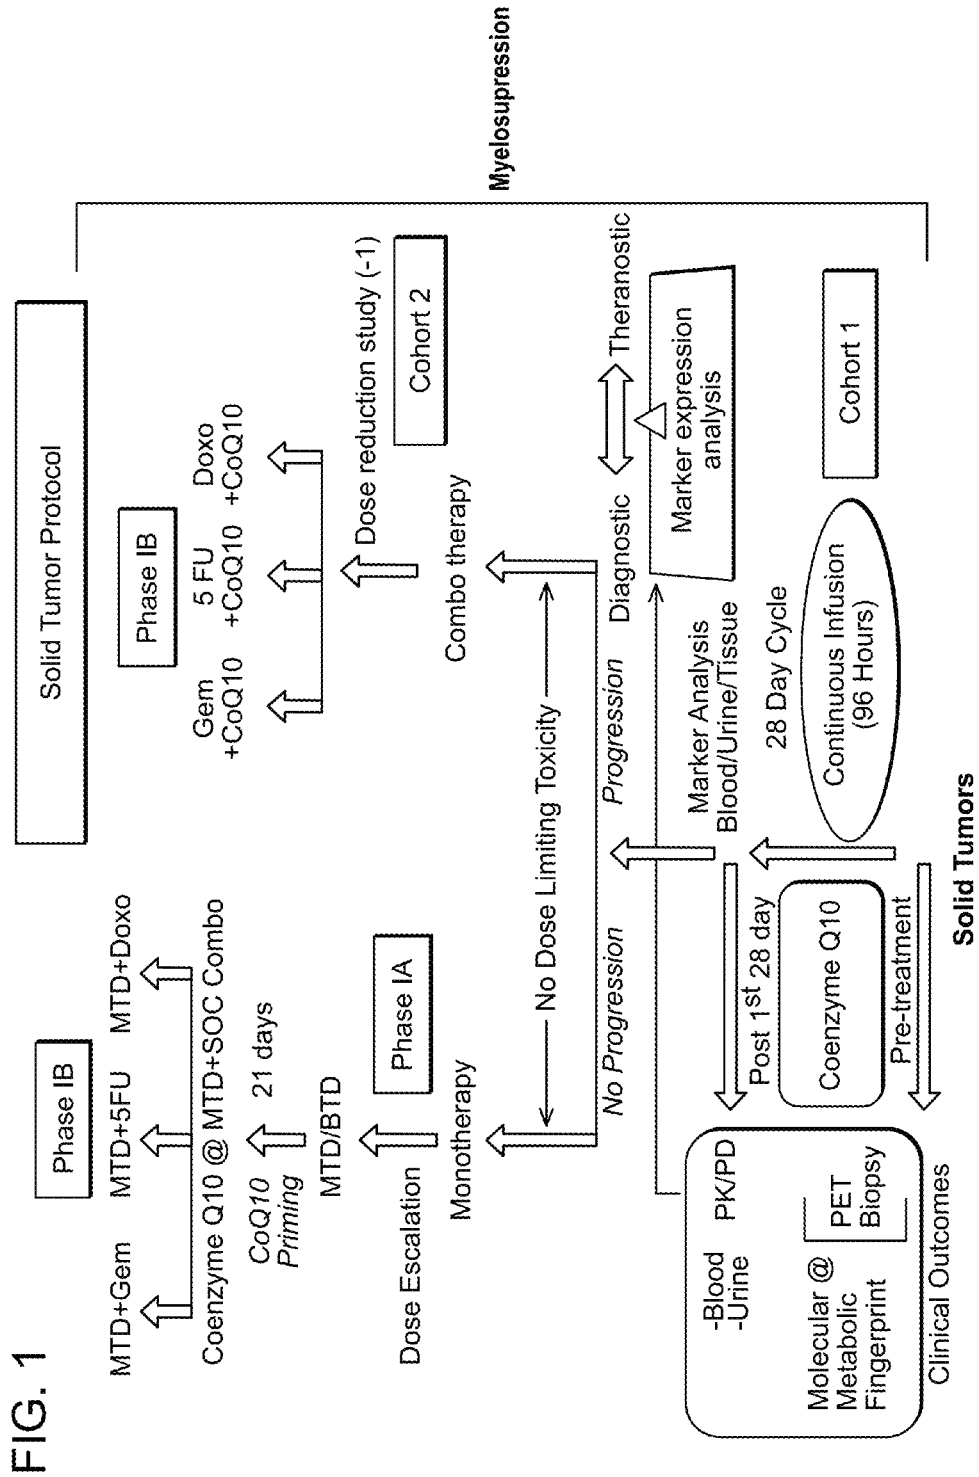 FIG. 1
Solid Tumor Protocol
Phase IB
MTD+Gem
MTD+5FU
MTD+Doxo
Coenzyme Q10 @ MTD+SOC Combo
CoQ10
Priming
21 days
MTD/BTD
Dose Escalation
Phase IA
Monotherapy
Phase IB
Gem
+CoQ10
5 FU
+CoQ10
Doxo
+CoQ10
Dose reduction study (-1)
Cohort 2
Combo therapy
No Dose Limiting Toxicity
No Progression
Progression
Diagnostic
Theranostic
Marker expression
analysis
Marker Analysis
Blood/Urine/Tissue
Post 1st 28 day
28 Day Cycle
Coenzyme Q10
Continuous Infusion
(96 Hours)
Cohort 1
Pre-treatment
-Blood
-Urine
PK/PD
Molecular @
Metabolic
Fingerprint
PET
Biopsy
Clinical Outcomes
Solid Tumors
Myelosupression